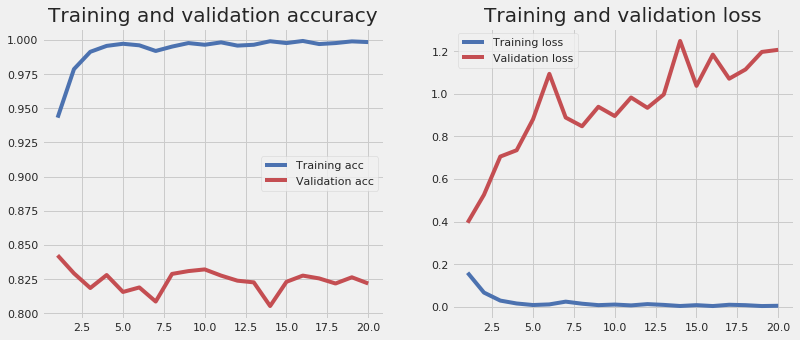 Training and validation accuracy
1.000
0.975
0.950
0.925
0.900
0.875
0.850
0.825
0.800
Training acc
Validation acc
2.5 5.0 7.5 10.0 12.5 15.0 17.5 20.0
Training and validation loss
Training loss
Validation loss
1.2
1.0
0.8
0.6
0.4
0.2
0.0
2.5 5.0 7.5 10.0 12.5 15.0 17.5 20.0